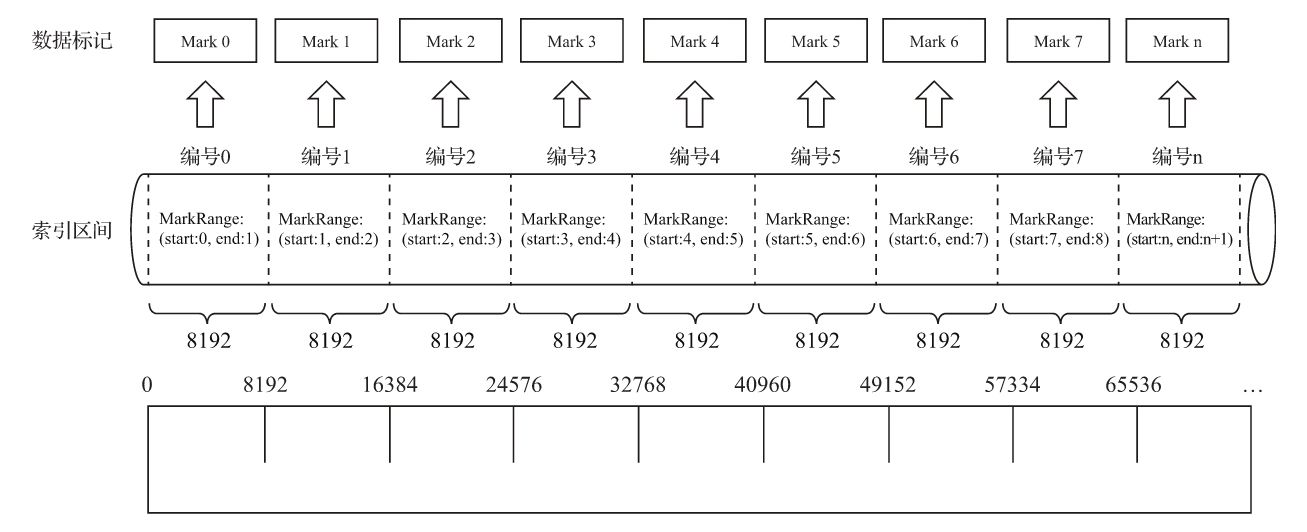 数据标记 Mark 0 Mark 1 Mark 2 Mark 3 Mark 4 Mark 5 Mark 6 Mark 7 Mark n
编号0 编号1 编号2 编号3 编号4 编号5 编号6 编号7 编号n
索引区间
MarkRange: MarkRange: MarkRange: MarkRange: MarkRange: MarkRange: MarkRange: MarkRange: MarkRange:
(start:0, end:1) (start:1, end:2) (start:2, end:3) (start:3, end:4) (start:4, end:5) (start:5, end:6) (start:6, end:7) (start:7, end:8) (start:n, end:n+1)
8192 8192 8192 8192 8192 8192 8192 8192 8192
0 8192 16384 24576 32768 40960 49152 57334 65536 …